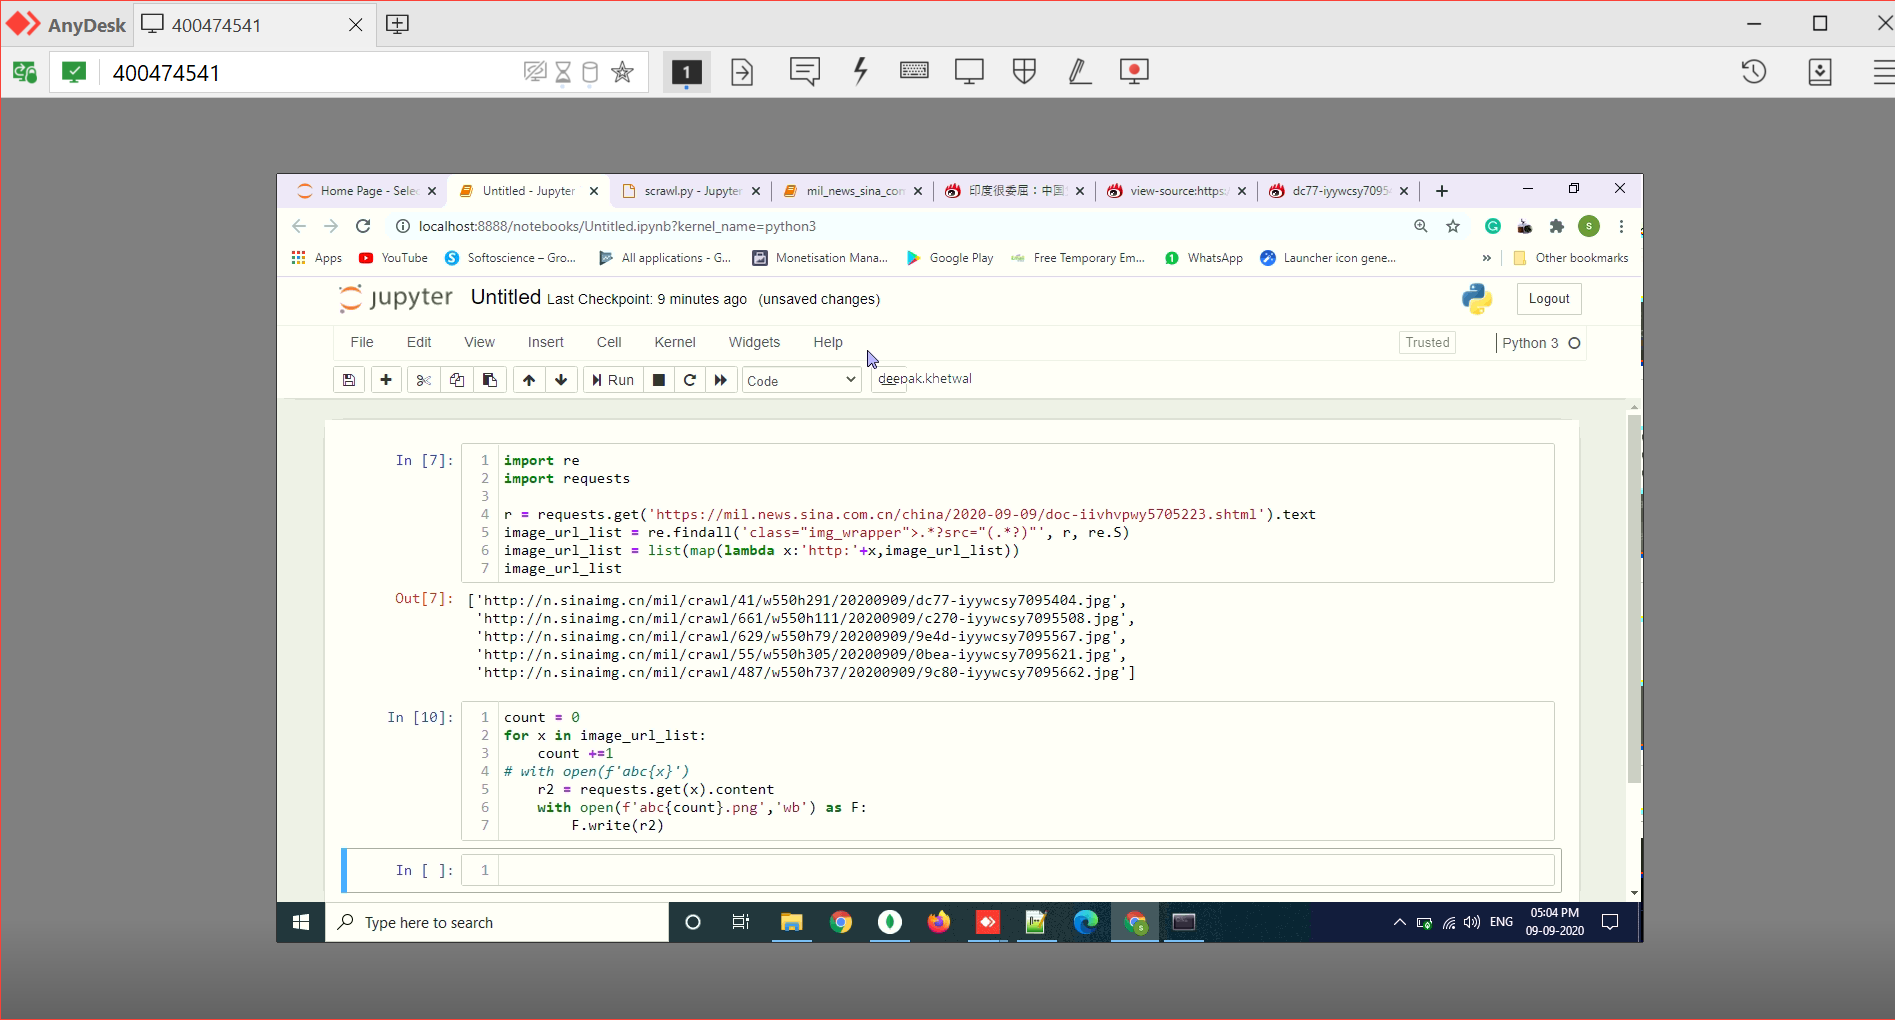 AnyDesk 400474541
400474541 1
Home Page - Selec Untitled - Jupyter scrawl.py - Jupyter mil_news_sina_com 印度很委屈：中国 view-source:https: dc77-iyywcsy7095
localhost:8888/notebooks/Untitled.ipynb?kernel_name=python3 S
Apps YouTube Softoscience – Gro... All applications - G... Monetisation Mana... Google Play Free Temporary Em... 1 WhatsApp Launcher icon gene... » Other bookmarks
jupyter Untitled Last Checkpoint: 9 minutes ago (unsaved changes) Logout
File Edit View Insert Cell Kernel Widgets Help Trusted Python 3
Run Code deepak.khetwal
In [7]: 1 import re
2 import requests
3
4 r = requests.get('https://mil.news.sina.com.cn/china/2020-09-09/doc-iivhvpwy5705223.shtml').text
5 image_url_list = re.findall('class="img_wrapper">.*?src="(.*?)"', r, re.S)
6 image_url_list = list(map(lambda x:'http:'+x,image_url_list))
7 image_url_list
Out[7]: ['http://n.sinaimg.cn/mil/crawl/41/w550h291/20200909/dc77-iyywcsy7095404.jpg',
'http://n.sinaimg.cn/mil/crawl/661/w550h111/20200909/c270-iyywcsy7095508.jpg',
'http://n.sinaimg.cn/mil/crawl/629/w550h79/20200909/9e4d-iyywcsy7095567.jpg',
'http://n.sinaimg.cn/mil/crawl/55/w550h305/20200909/0bea-iyywcsy7095621.jpg',
'http://n.sinaimg.cn/mil/crawl/487/w550h737/20200909/9c80-iyywcsy7095662.jpg']
In [10]: 1 count = 0
2 for x in image_url_list:
3 count +=1
4 # with open(f'abc{x}')
5 r2 = requests.get(x).content
6 with open(f'abc{count}.png','wb') as F:
7 F.write(r2)
In [ ]: 1
Type here to search ENG 05:04 PM
09-09-2020